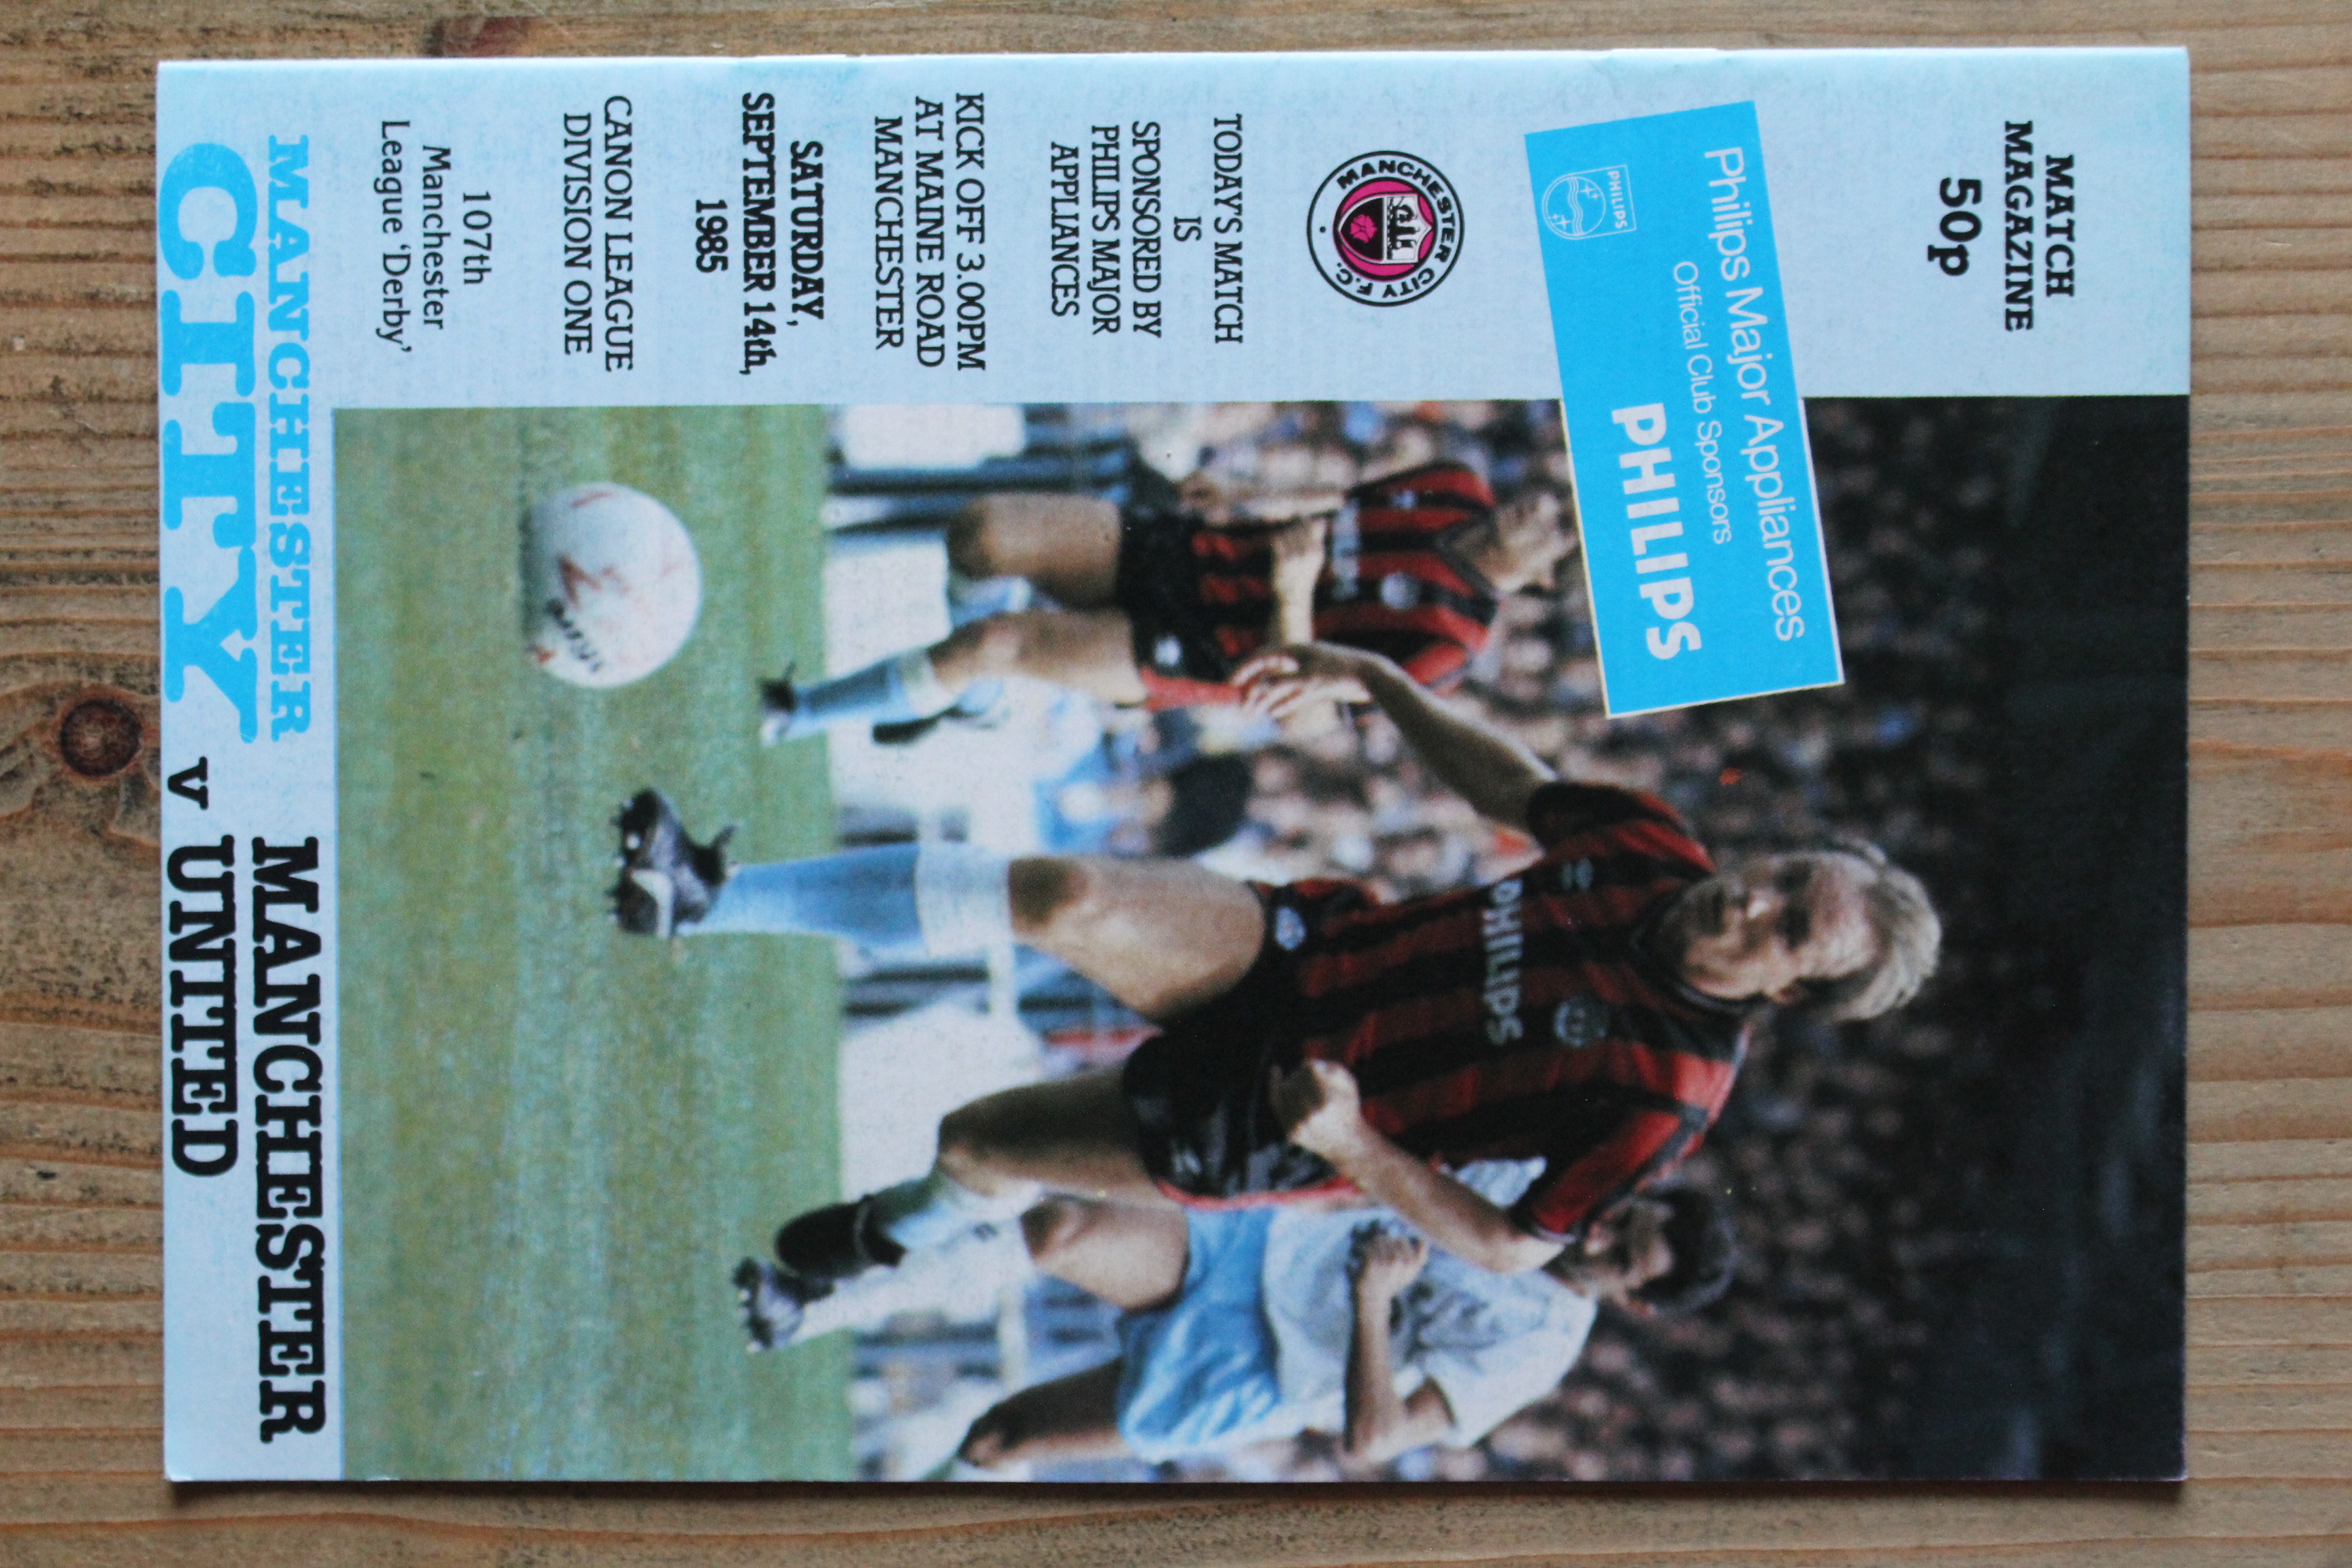 MATCH
MAGAZINE
50p
Philips Major Appliances
Official Club Sponsors
PHILIPS
PHILIPS
MANCHESTER CITY F.C.
TODAY'S MATCH
IS
SPONSORED BY
PHILIPS MAJOR
APPLIANCES
KICK OFF 3.00PM
AT MAINE ROAD
MANCHESTER
SATURDAY,
SEPTEMBER 14th,
1985
CANON LEAGUE
DIVISION ONE
107th
Manchester
League 'Derby'
PHILIPS
PHILIPS
MANCHESTER
CITY
v
MANCHESTER
UNITED